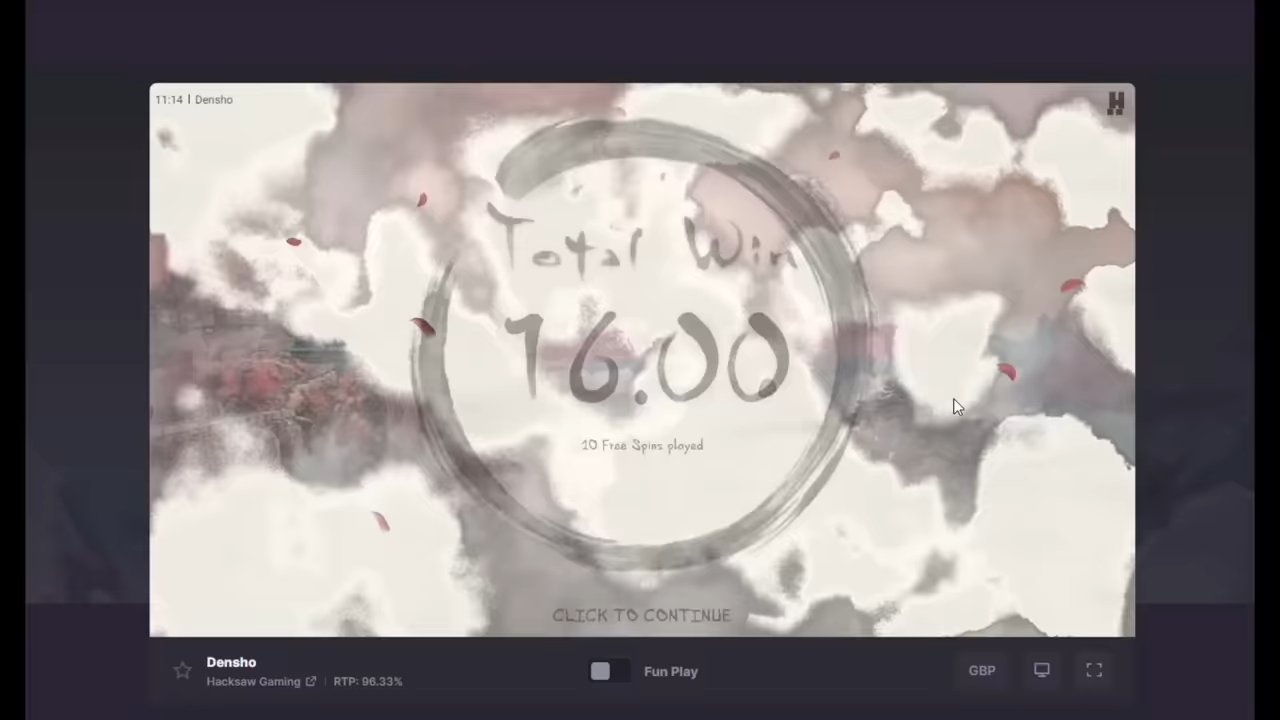 11:14 | Densho
Total Win
16.00
10 Free Spins played
CLICK TO CONTINUE
Densho
Hacksaw Gaming | RTP: 96.33%
Fun Play
GBP